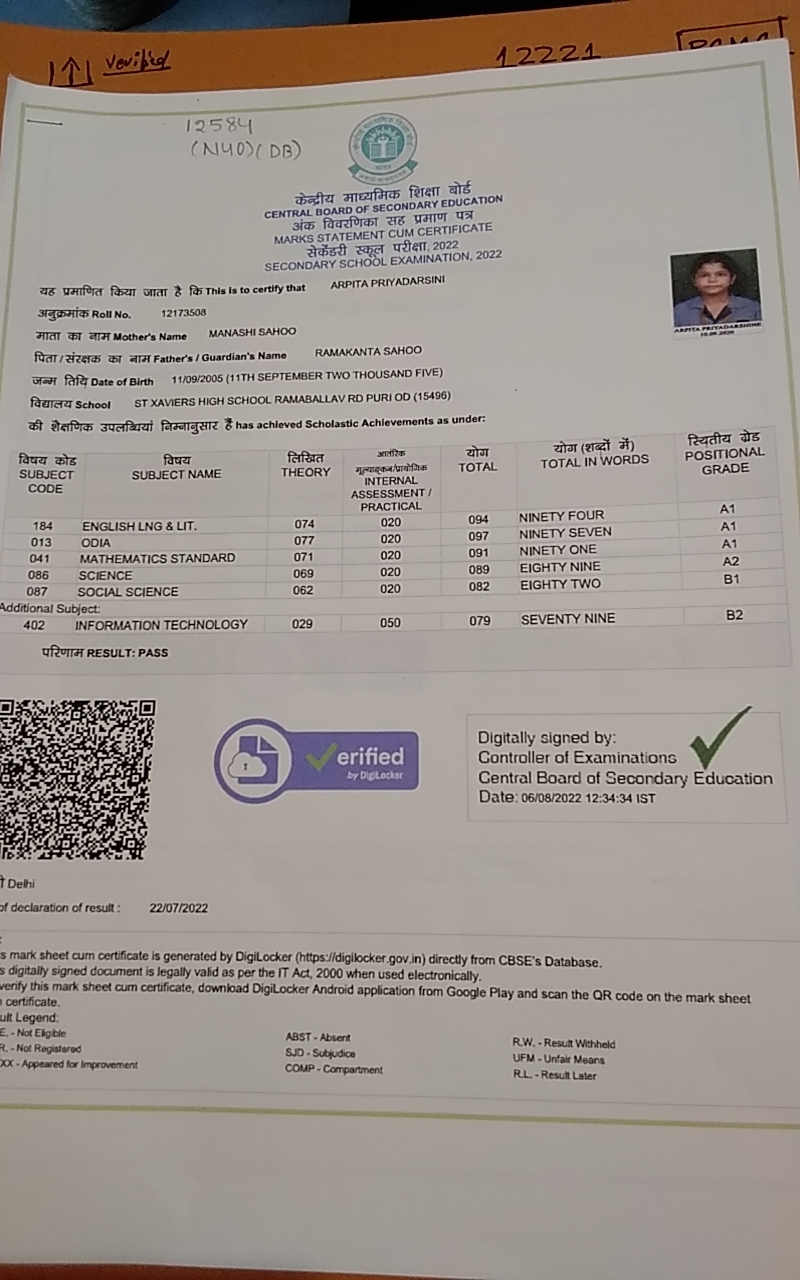 Verified
12221
12584
(N40)(DB)
केन्द्रीय माध्यमिक शिक्षा बोर्ड
CENTRAL BOARD OF SECONDARY EDUCATION
अंक विवरणिका सह प्रमाण पत्र
MARKS STATEMENT CUM CERTIFICATE
सेकेंडरी स्कूल परीक्षा, 2022
SECONDARY SCHOOL EXAMINATION, 2022
ARPITA PRIYADARSHINI
10.09.2020
यह प्रमाणित किया जाता है कि This is to certify that ARPITA PRIYADARSINI
अनुक्रमांक Roll No. 12173508
माता का नाम Mother's Name MANASHI SAHOO
पिता / संरक्षक का नाम Father's / Guardian's Name RAMAKANTA SAHOO
जन्म तिथि Date of Birth 11/09/2005 (11TH SEPTEMBER TWO THOUSAND FIVE)
विद्यालय School ST XAVIERS HIGH SCHOOL RAMABALLAV RD PURI OD (15496)
की शैक्षणिक उपलब्धियां निम्नानुसार हैं has achieved Scholastic Achievements as under:
विषय कोड SUBJECT CODE विषय SUBJECT NAME लिखित THEORY आतंरिक मूल्याङ्कन/प्रायोगिक INTERNAL ASSESSMENT / PRACTICAL योग TOTAL योग (शब्दों में) TOTAL IN WORDS स्थितीय ग्रेड POSITIONAL GRADE
184 ENGLISH LNG & LIT. 074 020 094 NINETY FOUR A1
013 ODIA 077 020 097 NINETY SEVEN A1
041 MATHEMATICS STANDARD 071 020 091 NINETY ONE A1
086 SCIENCE 069 020 089 EIGHTY NINE A2
087 SOCIAL SCIENCE 062 020 082 EIGHTY TWO B1
Additional Subject:
402 INFORMATION TECHNOLOGY 029 050 079 SEVENTY NINE B2
परिणाम RESULT: PASS
erified
by DigiLocker
Digitally signed by:
Controller of Examinations
Central Board of Secondary Education
Date: 06/08/2022 12:34:34 IST
Delhi
of declaration of result : 22/07/2022
s mark sheet cum certificate is generated by DigiLocker (https://digilocker.gov.in) directly from CBSE's Database.
s digitally signed document is legally valid as per the IT Act, 2000 when used electronically.
verify this mark sheet cum certificate, download DigiLocker Android application from Google Play and scan the QR code on the mark sheet
certificate.
ult Legend:
E. - Not Eligible ABST - Absent R.W. - Result Withheld
R. - Not Registered SJD - Subjudice UFM - Unfair Means
XX - Appeared for Improvement COMP - Compartment R.L. - Result Later